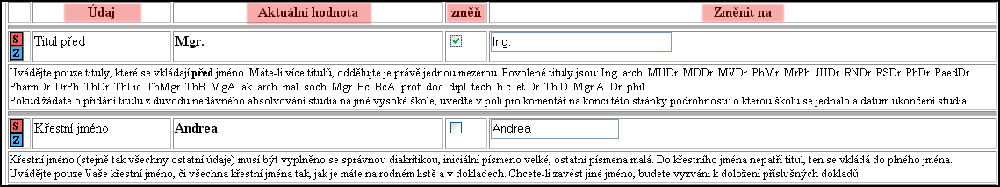 Údaj Aktuální hodnota změň Změnit na
S Titul před Mgr. Ing.
Z
Uvádějte pouze tituly, které se vkládají před jméno. Máte-li více titulů, oddělujte je právě jednou mezerou. Povolené tituly jsou: Ing. arch. MUDr. MDDr. MVDr. PhMr. MrPh. JUDr. RNDr. RSDr. PhDr. PaedDr.
PharmDr. DrPh. ThDr. ThLic. ThMgr. ThB. MgA. ak. arch. mal. soch. Mgr. Bc. BcA. prof. doc. dipl. tech. h.c. et Dr. Th.D. Mgr.A. Dr. phil.
Pokud žádáte o přidání titulu z důvodu nedávného absolvování studia na jiné vysoké škole, uveďte v poli pro komentář na konci této stránky podrobnosti: o kterou školu se jednalo a datum ukončení studia.
S Křestní jméno Andrea Andrea
Z
Křestní jméno (stejně tak všechny ostatní údaje) musí být vyplněno se správnou diakritikou, iniciální písmeno velké, ostatní písmena malá. Do křestního jména nepatří titul, ten se vkládá do plného jména.
Uvádějte pouze Vaše křestní jméno, či všechna křestní jména tak, jak je máte na rodném listě a v dokladech. Chcete-li zavést jiné jméno, budete vyzváni k doložení příslušných dokladů.